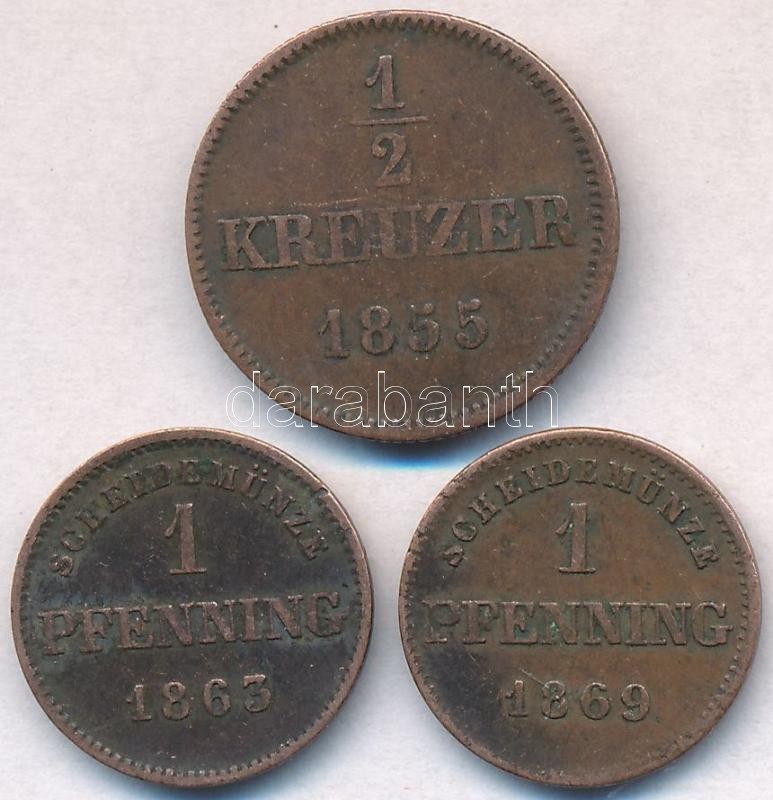 1
2
KREUZER
1855
darabanth
SCHEIDEMÜNZE
1
PFENNING
1863
SCHEIDEMÜNZE
1
PFENNING
1869